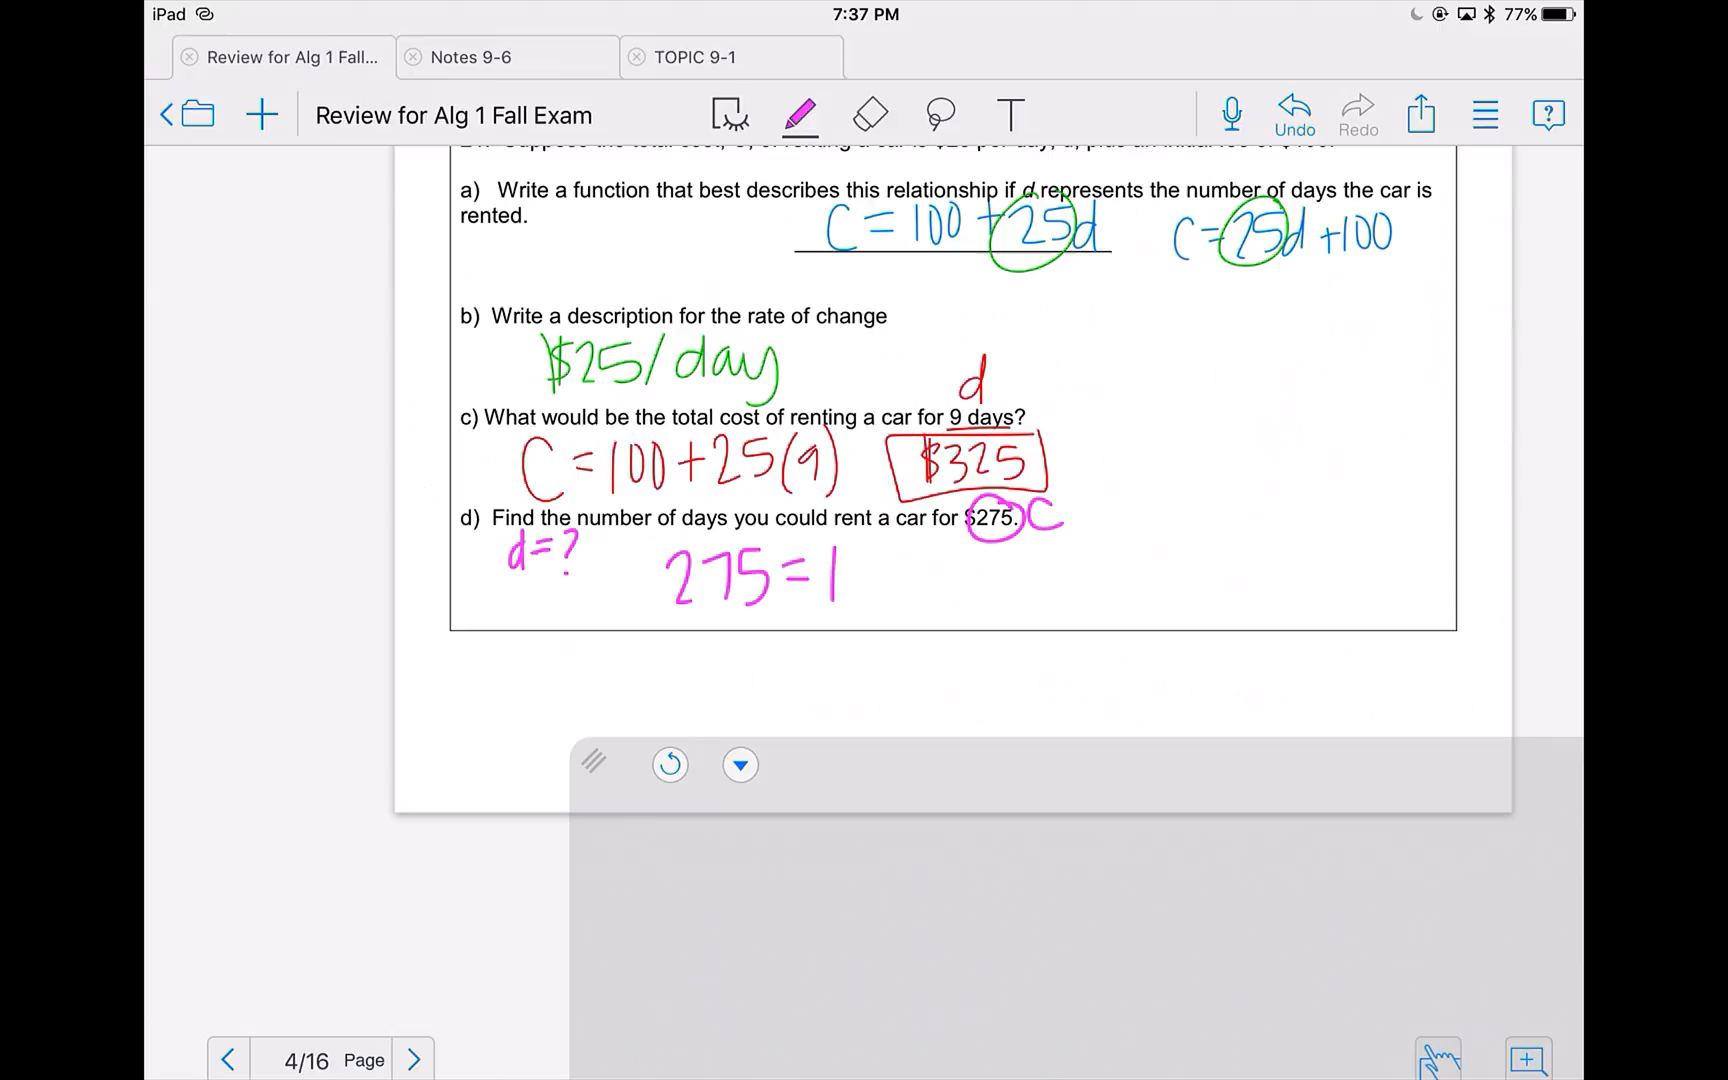 iPad 7:37 PM 77%
Review for Alg 1 Fall... Notes 9-6 TOPIC 9-1
Review for Alg 1 Fall Exam T Undo Redo
a) Write a function that best describes this relationship if d represents the number of days the car is
rented.
C = 100 + 25d C = 25d + 100
b) Write a description for the rate of change
$25/day
d
c) What would be the total cost of renting a car for 9 days?
C = 100 + 25(9) $325
d) Find the number of days you could rent a car for $275. C
d = ? 275 = 1
4/16 Page